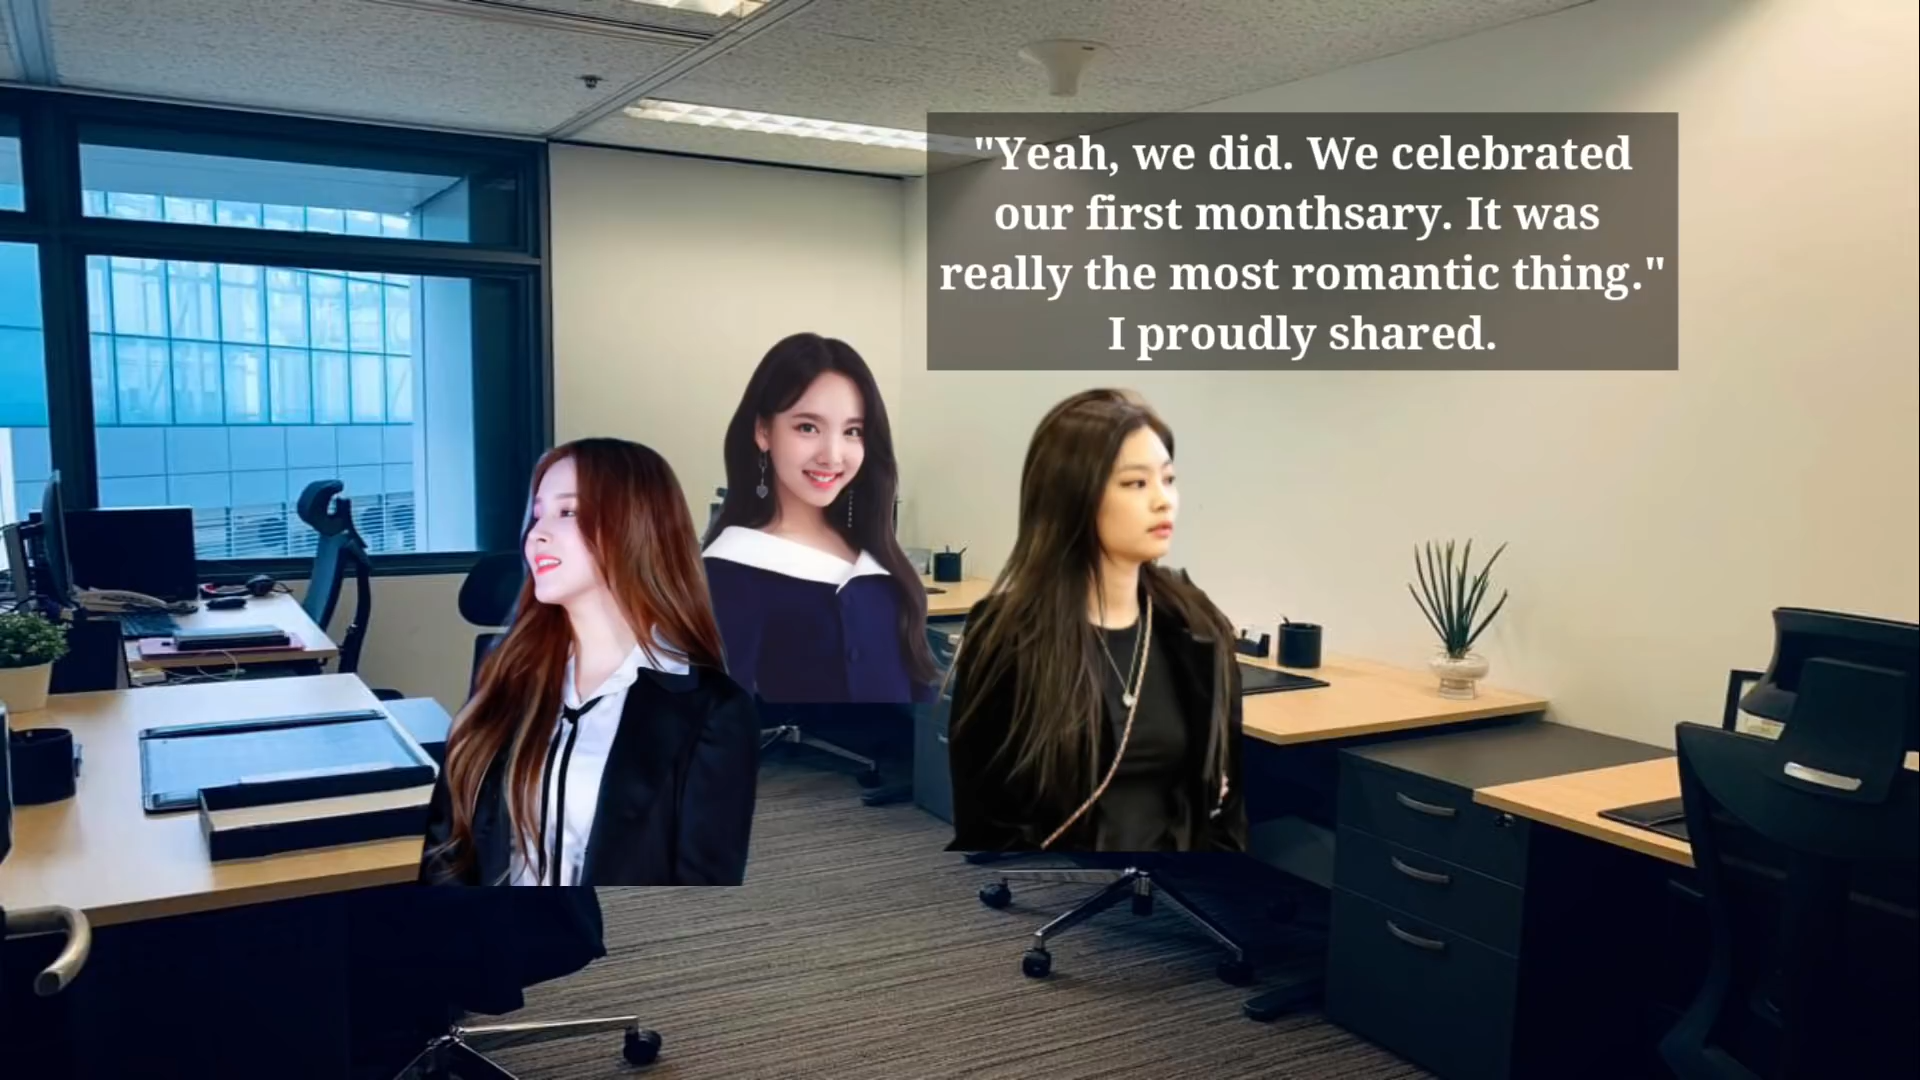 "Yeah, we did. We celebrated
our first monthsary. It was
really the most romantic thing."
I proudly shared.